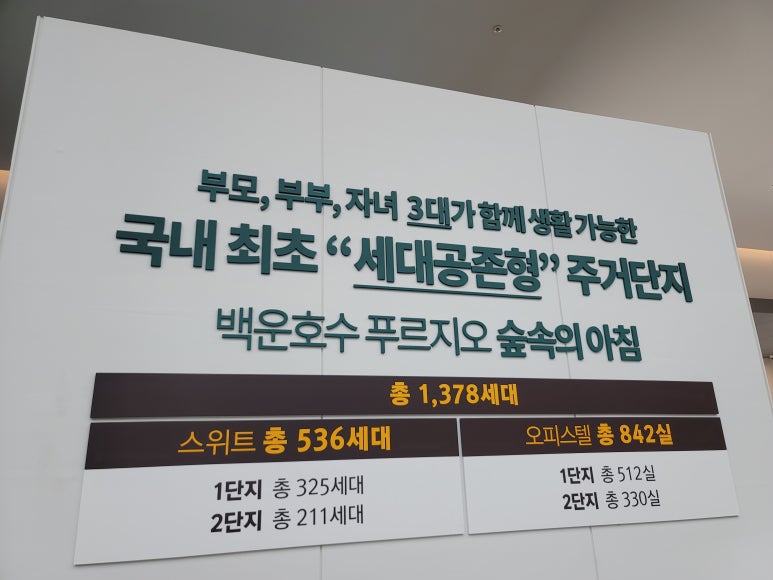 부모, 부부, 자녀 3대가 함께 생활 가능한
국내 최초 “세대공존형” 주거단지
백운호수 푸르지오 숲속의 아침
총 1,378세대
스위트 총 536세대
1단지 총 325세대
2단지 총 211세대
오피스텔 총 842실
1단지 총 512실
2단지 총 330실